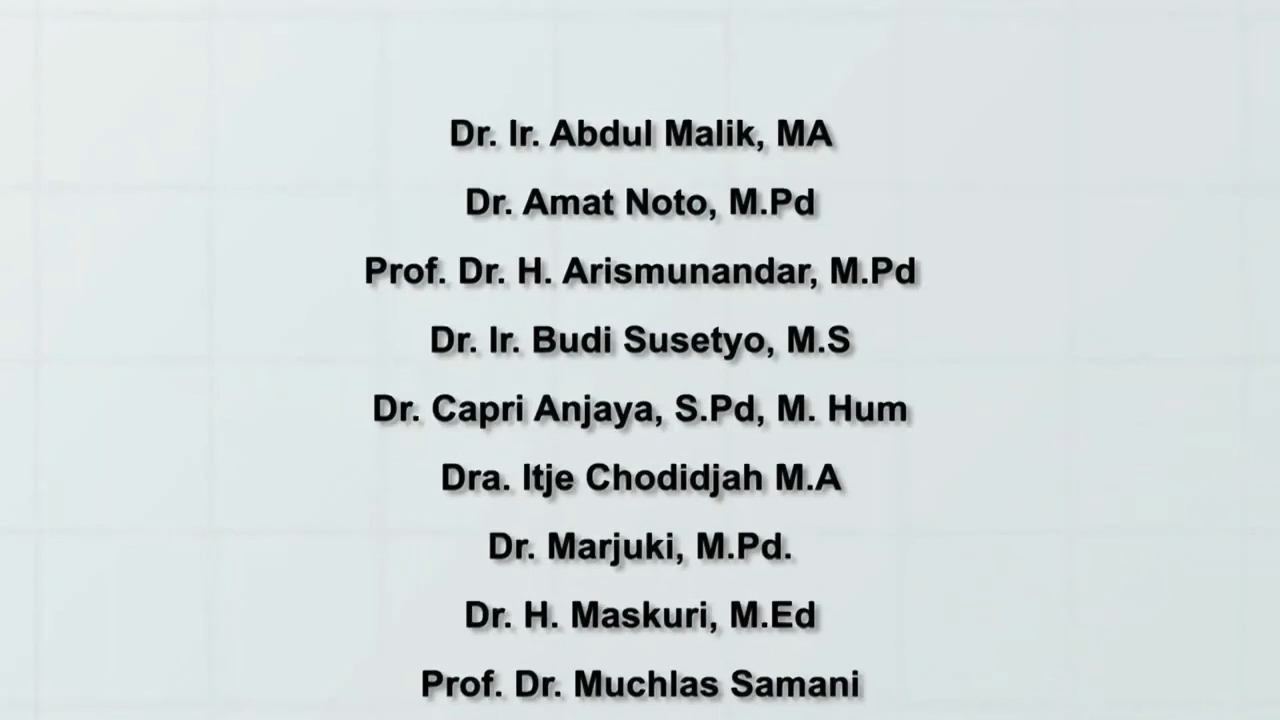 Dr. Ir. Abdul Malik, MA
Dr. Amat Noto, M.Pd
Prof. Dr. H. Arismunandar, M.Pd
Dr. Ir. Budi Susetyo, M.S
Dr. Capri Anjaya, S.Pd, M. Hum
Dra. Itje Chodidjah M.A
Dr. Marjuki, M.Pd.
Dr. H. Maskuri, M.Ed
Prof. Dr. Muchlas Samani